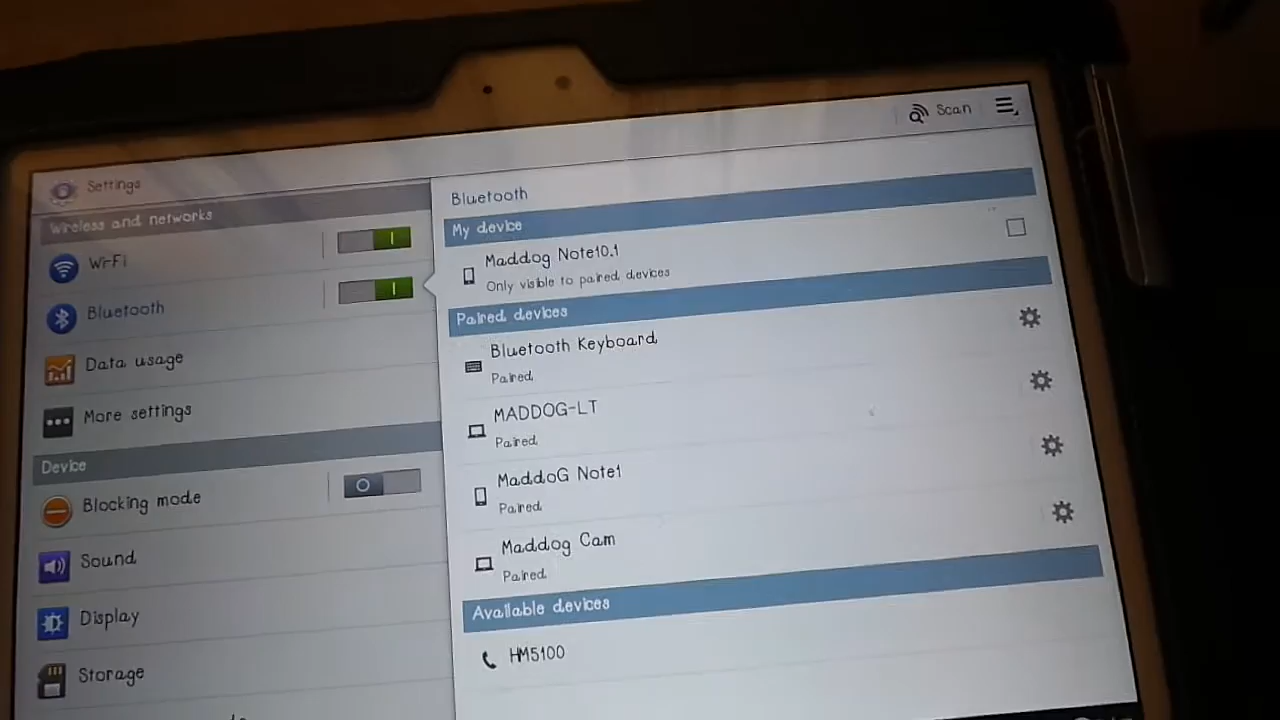 Scan
Settings
Wireless and networks
Wi-Fi
Bluetooth
Data usage
More settings
Device
Blocking mode
Sound
Display
Storage
Bluetooth
My device
Maddog Note10.1
Only visible to paired devices
Paired devices
Bluetooth Keyboard
Paired
MADDOG-LT
Paired
MaddoG Note1
Paired
Maddog Cam
Paired
Available devices
HM5100